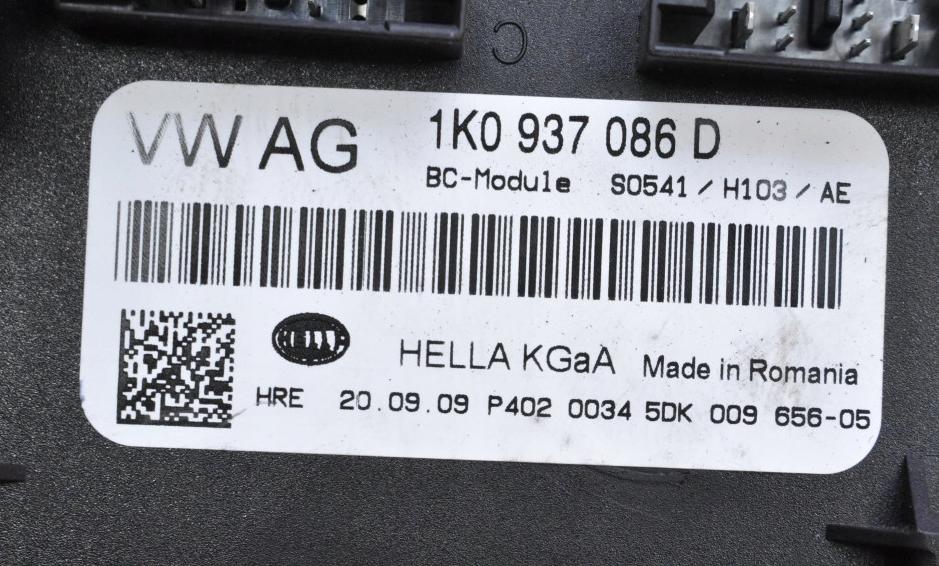 C
VW AG 1K0 937 086 D
BC-Module S0541 / H103 / AE
HELLA KGaA Made in Romania
HRE 20.09.09 P402 0034 5DK 009 656-05